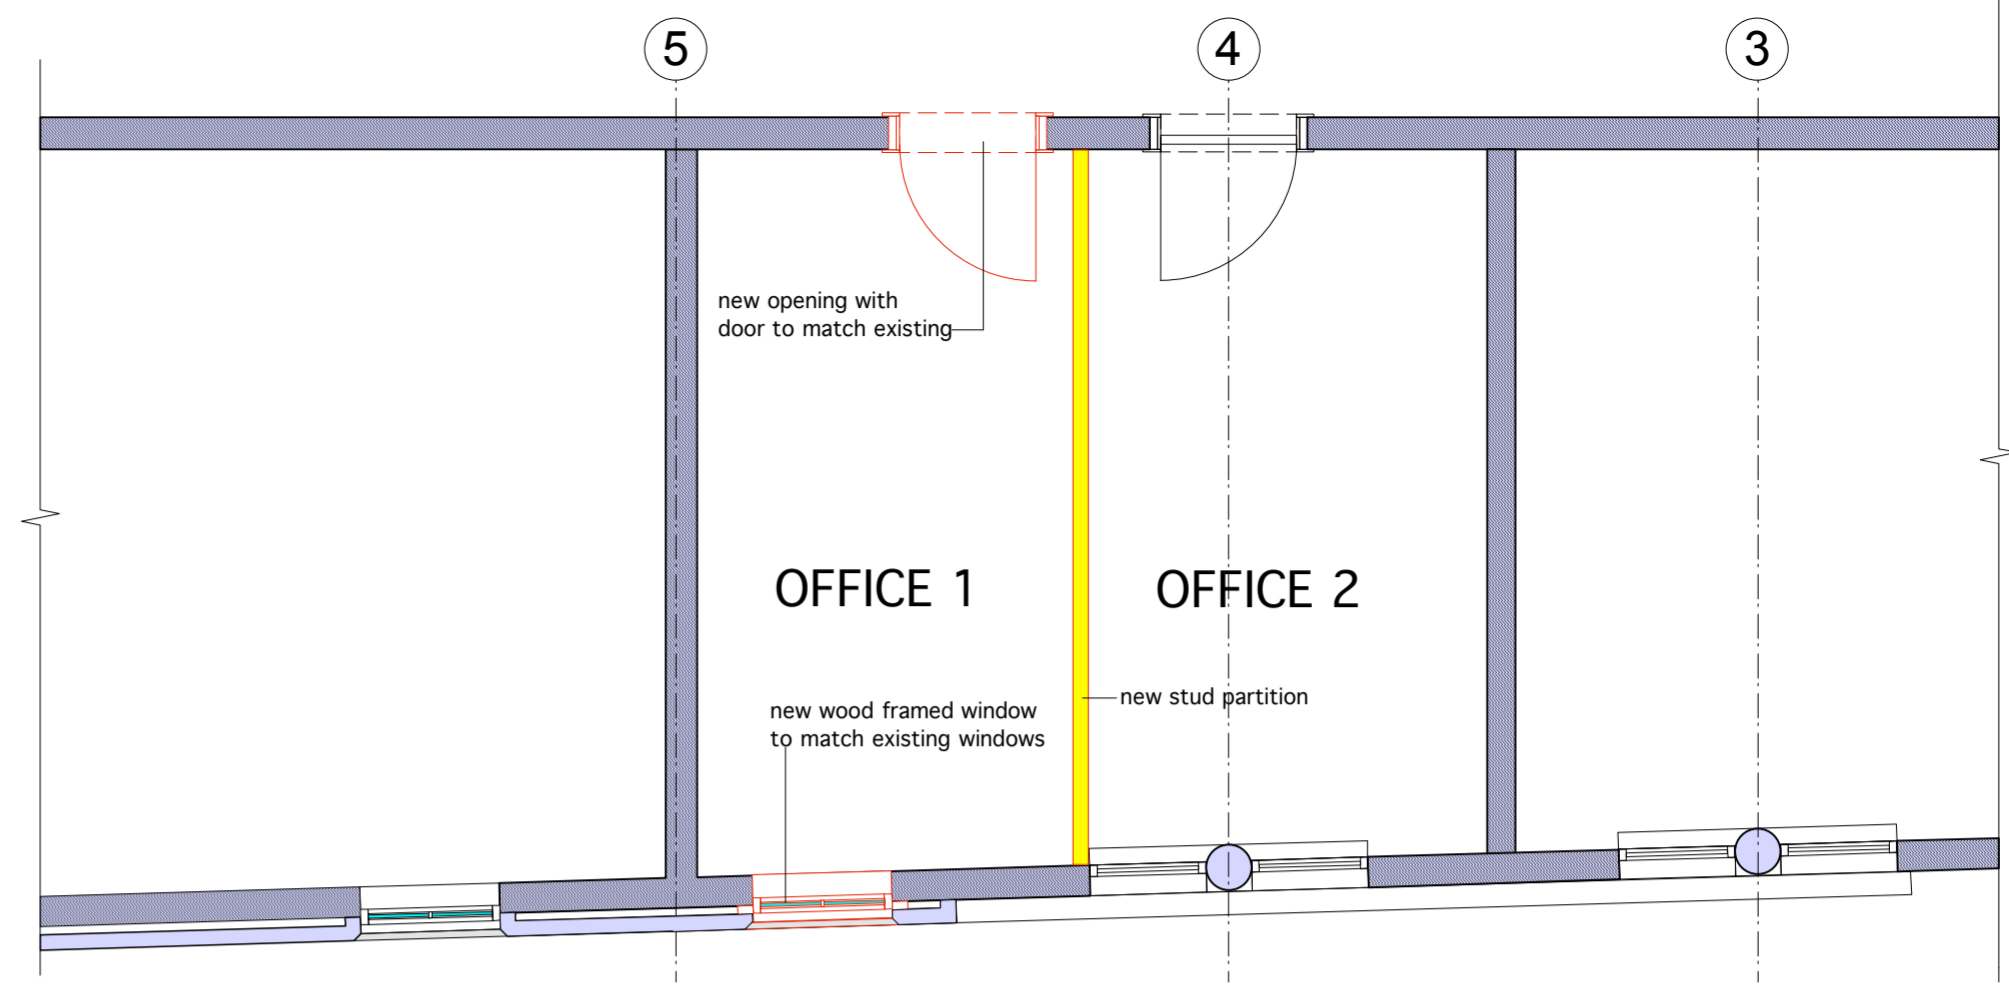 5
4
3
new opening with
door to match existing
OFFICE 1
OFFICE 2
new stud partition
new wood framed window
to match existing windows